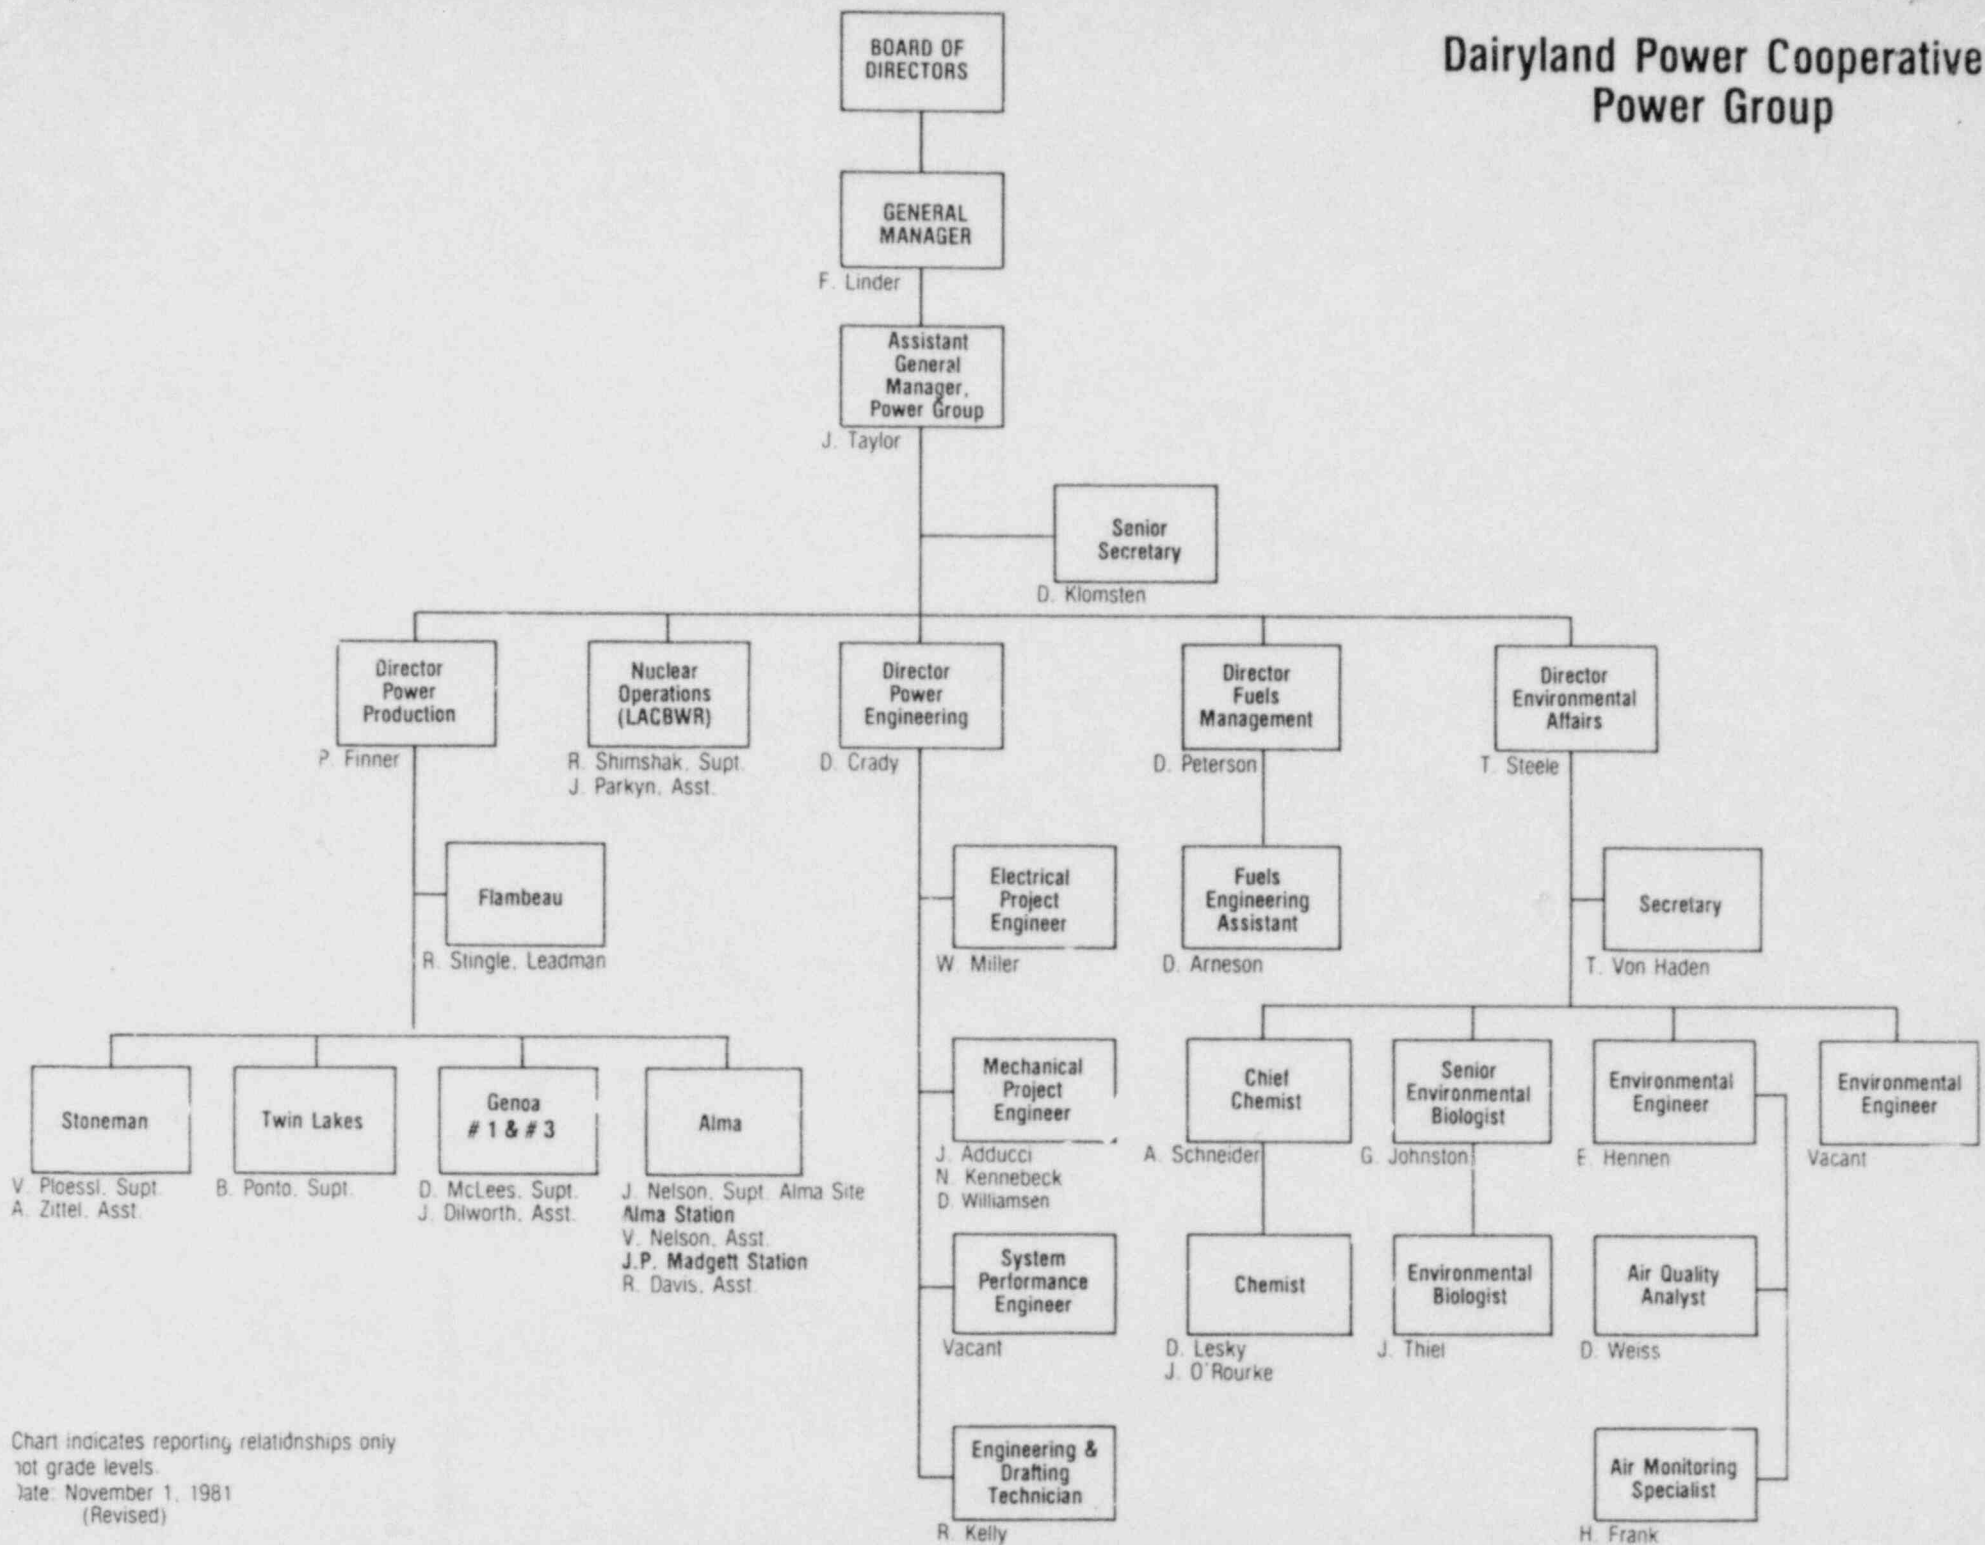 Dairyland Power Cooperative
Power Group
BOARD OF
DIRECTORS
GENERAL
MANAGER
F. Linder
Assistant
General
Manager,
Power Group
J. Taylor
Senior
Secretary
D. Klomsten
Director
Power
Production
P. Finner
Nuclear
Operations
(LACBWR)
R. Shimshak, Supt.
J. Parkyn, Asst.
Director
Power
Engineering
D. Crady
Director
Fuels
Management
D. Peterson
Director
Environmental
Affairs
T. Steele
Flambeau
R. Stingle, Leadman
Electrical
Project
Engineer
W. Miller
Fuels
Engineering
Assistant
D. Arneson
Secretary
T. Von Haden
Stoneman
V. Ploessl, Supt.
A. Zittel, Asst.
Twin Lakes
B. Ponto, Supt.
Genoa
# 1 & # 3
D. McLees, Supt.
J. Dilworth, Asst.
Alma
J. Nelson, Supt. Alma Site
Alma Station
V. Nelson, Asst.
J.P. Madgett Station
R. Davis, Asst.
Mechanical
Project
Engineer
J. Adducci
N. Kennebeck
D. Williamsen
Chief
Chemist
A. Schneider
Senior
Environmental
Biologist
G. Johnston
Environmental
Engineer
E. Hennen
Environmental
Engineer
Vacant
System
Performance
Engineer
Vacant
Chemist
D. Lesky
J. O'Rourke
Environmental
Biologist
J. Thiel
Air Quality
Analyst
D. Weiss
Engineering &
Drafting
Technician
R. Kelly
Air Monitoring
Specialist
H. Frank
Chart indicates reporting relationships only
not grade levels.
Date: November 1, 1981
(Revised)